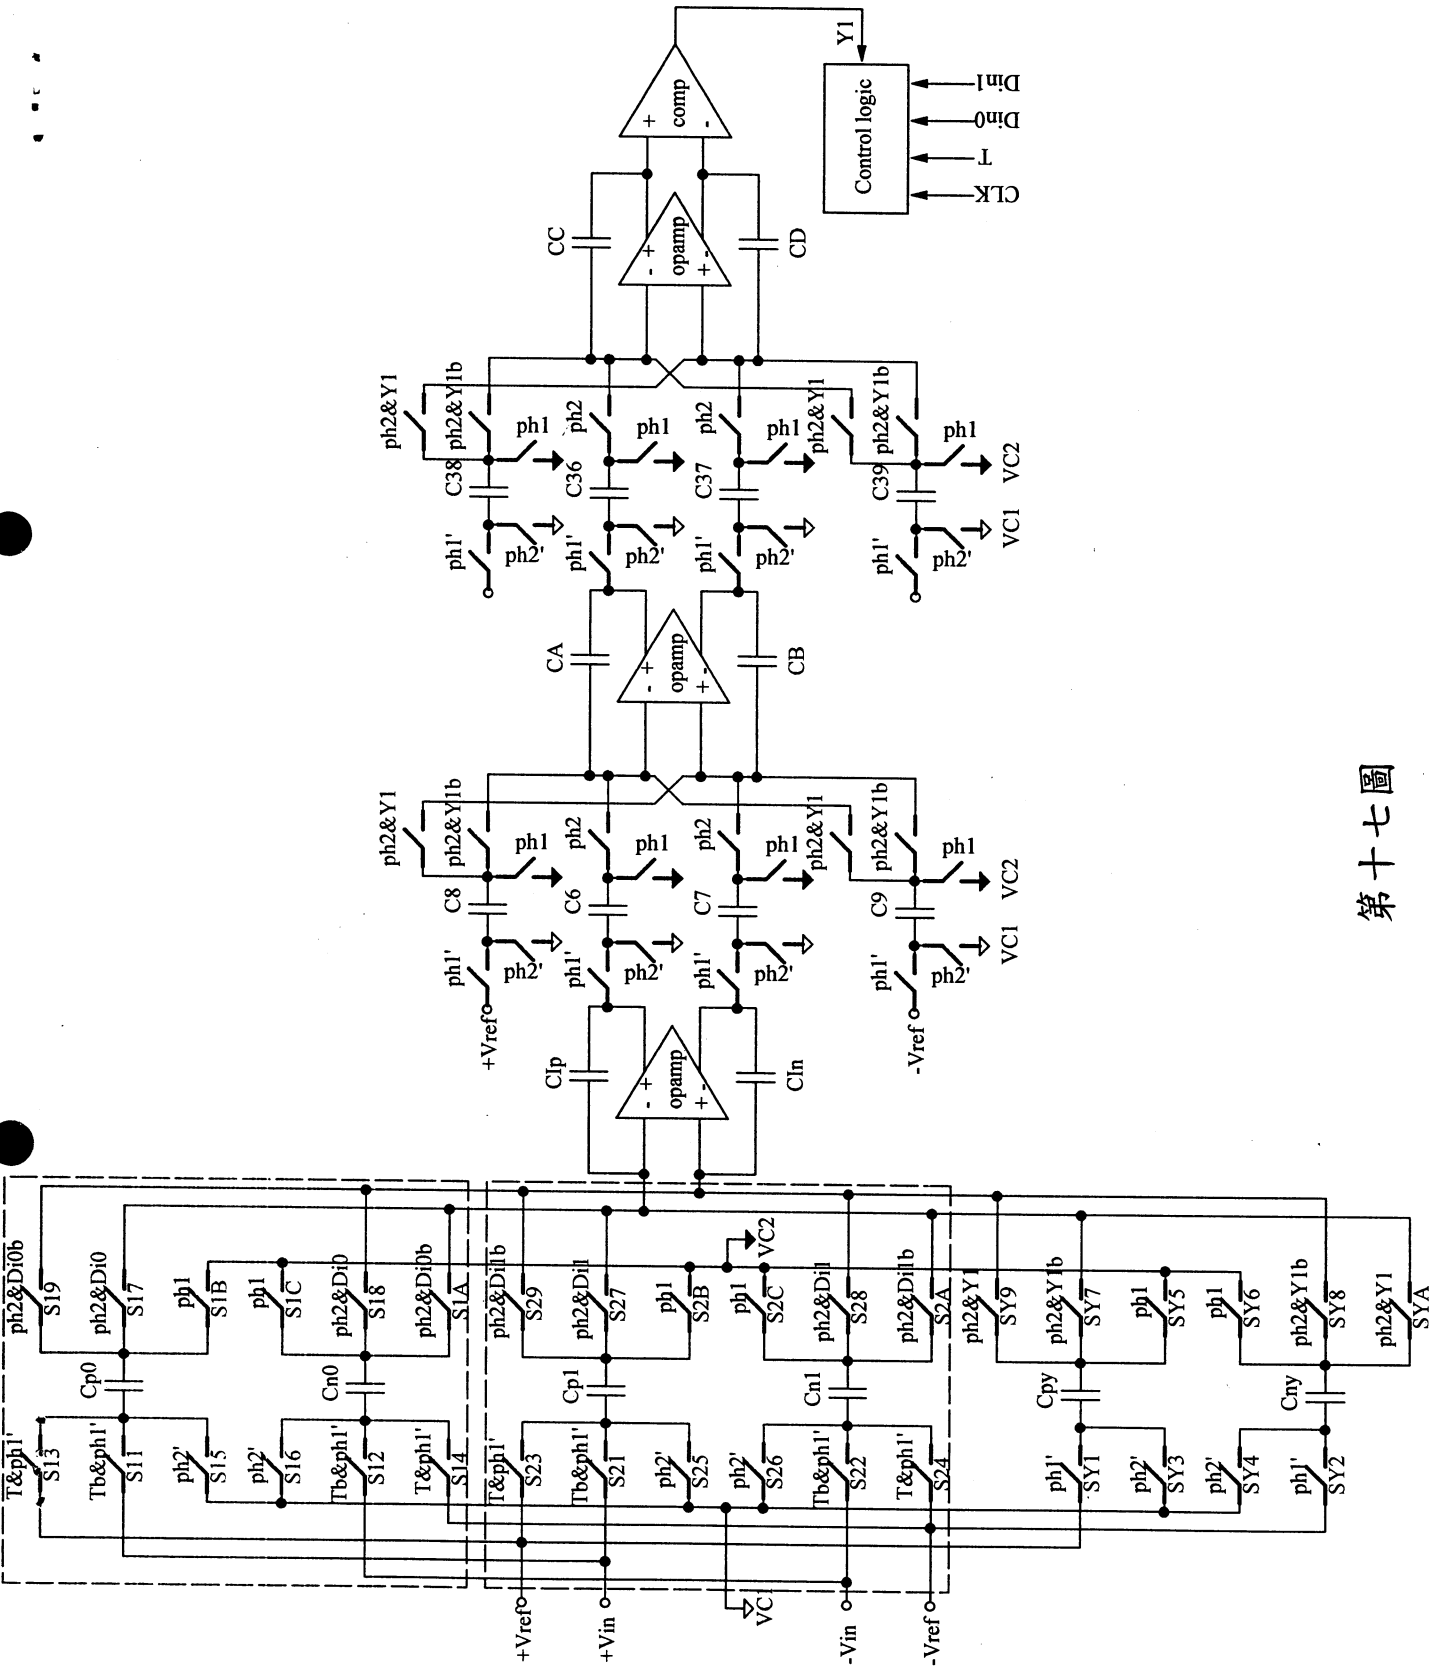 Y1
Control logic
Din1
Din0
T
CLK
comp
+
-
CC
CD
opamp
-
+
+
-
ph2&Y1
ph2&Y1b
ph1
ph2
ph1
ph2
ph1
ph2&Y1
ph2&Y1b
ph1
C38
C36
C37
C39
VC2
VC1
ph1'
ph2'
ph1'
ph2'
ph1'
ph2'
ph1'
ph2'
CA
CB
opamp
-
+
+
-
ph2&Y1
ph2&Y1b
ph1
ph2
ph1
ph2
ph1
ph2&Y1
ph2&Y1b
ph1
C8
C6
C7
C9
VC2
VC1
ph1'
ph2'
ph1'
ph2'
ph1'
ph2'
ph1'
ph2'
+Vref
-Vref
CIp
CIn
opamp
-
+
+
-
ph2&Di0b
S19
ph2&Di0
S17
ph1
S1B
ph1
S1C
ph2&Di0
S18
ph2&Di0b
S1A
ph2&Di1b
S29
ph2&Di1
S27
ph1
S2B
ph1
S2C
VC2
ph2&Di1
S28
ph2&Di1b
S2A
ph2&Y1
SY9
ph2&Y1b
SY7
ph1
SY5
ph1
SY6
ph2&Y1b
SY8
ph2&Y1
SYA
Cp0
Cn0
Cp1
Cn1
Cpy
Cny
T&ph1'
S13
Tb&ph1'
S11
ph2'
S15
ph2'
S16
Tb&ph1'
S12
T&ph1'
S14
T&ph1'
S23
Tb&ph1'
S21
ph2'
S25
ph2'
S26
Tb&ph1'
S22
T&ph1'
S24
ph1'
SY1
ph2'
SY3
ph2'
SY4
ph1'
SY2
+Vref
+Vin
VC1
-Vin
-Vref
第十七圖